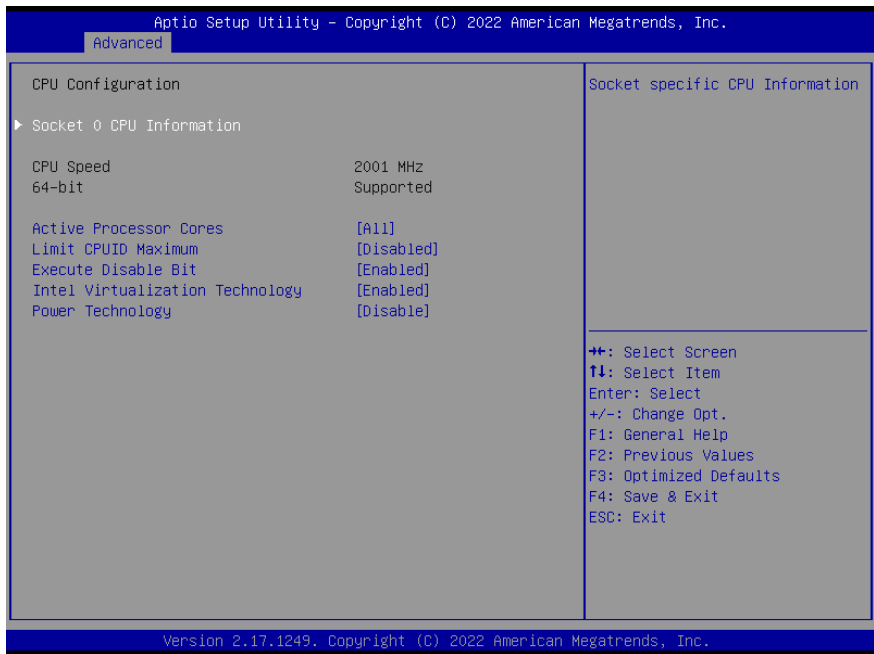 Aptio Setup Utility – Copyright (C) 2022 American Megatrends, Inc.
Advanced
CPU Configuration
Socket 0 CPU Information
CPU Speed 2001 MHz
64-bit Supported
Active Processor Cores [All]
Limit CPUID Maximum [Disabled]
Execute Disable Bit [Enabled]
Intel Virtualization Technology [Enabled]
Power Technology [Disable]
Socket specific CPU Information
→←: Select Screen
↑↓: Select Item
Enter: Select
+/-: Change Opt.
F1: General Help
F2: Previous Values
F3: Optimized Defaults
F4: Save & Exit
ESC: Exit
Version 2.17.1249. Copyright (C) 2022 American Megatrends, Inc.